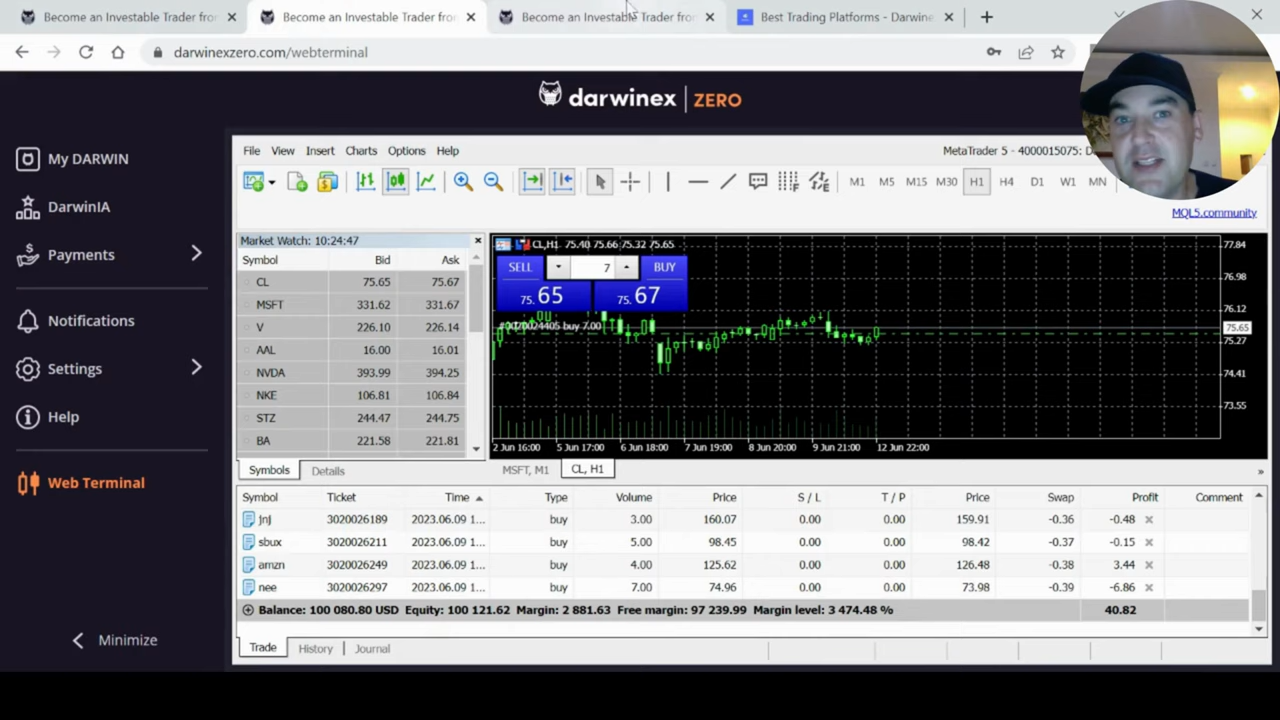 Become an Investable Trader fron
Become an Investable Trader fron
Become an Investable Trader fron
Best Trading Platforms - Darwine
darwinexzero.com/webterminal
darwinex | ZERO
My DARWIN
DarwinIA
Payments
Notifications
Settings
Help
Web Terminal
Minimize
File View Insert Charts Options Help
MetaTrader 5 - 4000015075: D
M1 M5 M15 M30 H1 H4 D1 W1 MN
MQL5.community
Market Watch: 10:24:47
Symbol Bid Ask
CL 75.65 75.67
MSFT 331.62 331.67
V 226.10 226.14
AAL 16.00 16.01
NVDA 393.99 394.25
NKE 106.81 106.84
STZ 244.47 244.75
BA 221.58 221.81
Symbols Details
CL,H1 75.40 75.66 75.32 75.65
SELL 7 BUY
75.65 75.67
buy 7.00
77.84
76.98
76.12
75.65
75.27
74.41
73.55
2 Jun 16:00 5 Jun 17:00 6 Jun 18:00 7 Jun 19:00 8 Jun 20:00 9 Jun 21:00 12 Jun 22:00
MSFT, M1 CL, H1
Symbol Ticket Time Type Volume Price S / L T / P Price Swap Profit Comment
jnj 3020026189 2023.06.09 1... buy 3.00 160.07 0.00 0.00 159.91 -0.36 -0.48
sbux 3020026211 2023.06.09 1... buy 5.00 98.45 0.00 0.00 98.42 -0.37 -0.15
amzn 3020026249 2023.06.09 1... buy 4.00 125.62 0.00 0.00 126.48 -0.38 3.44
nee 3020026297 2023.06.09 1... buy 7.00 74.96 0.00 0.00 73.98 -0.39 -6.86
Balance: 100 080.80 USD Equity: 100 121.62 Margin: 2 881.63 Free margin: 97 239.99 Margin level: 3 474.48 % 40.82
Trade History Journal